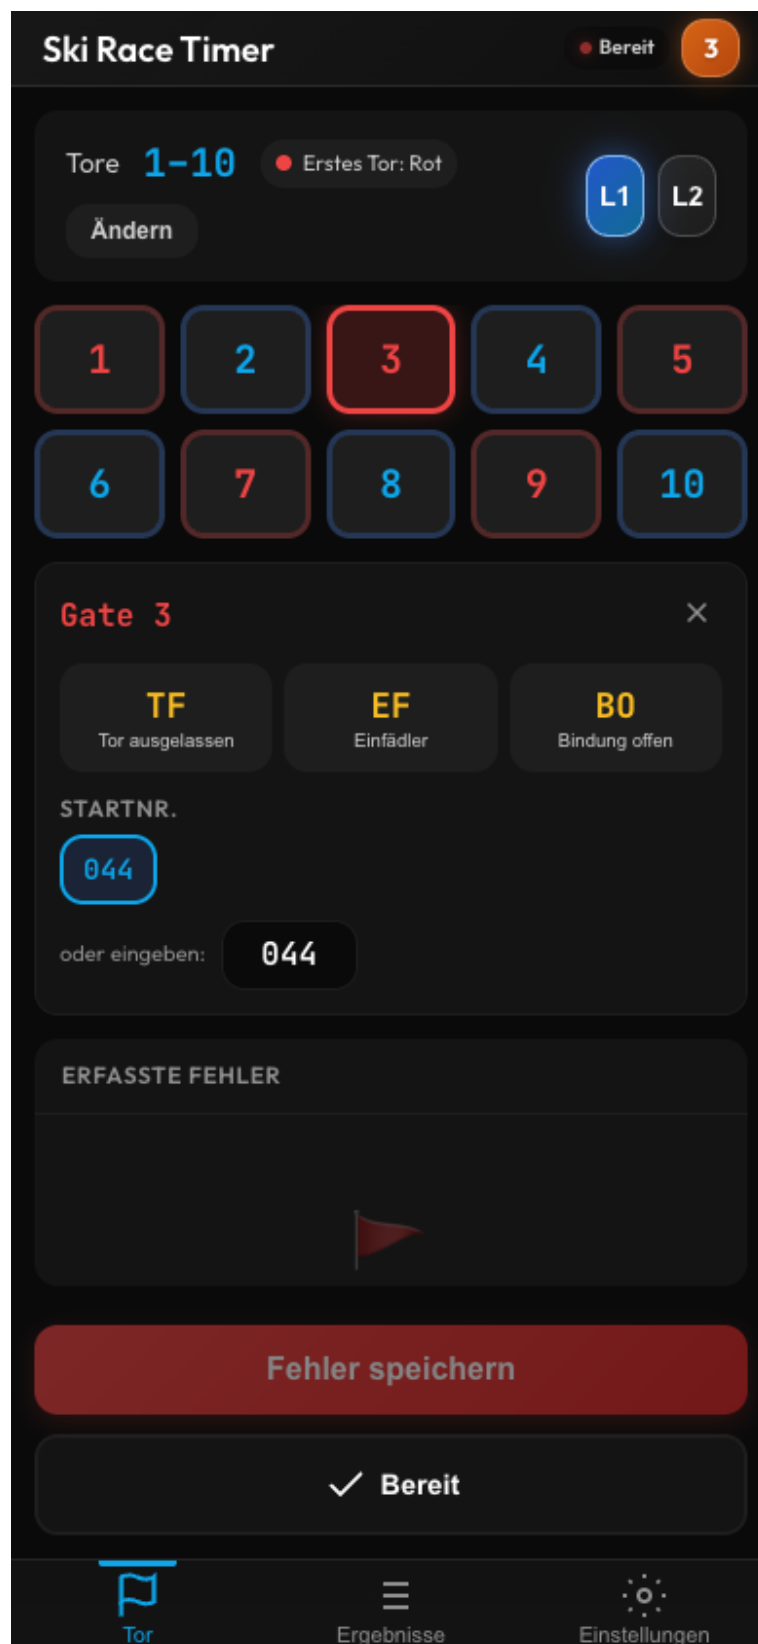 Ski Race Timer
Bereit
3
Tore 1–10 Erstes Tor: Rot
Ändern
L1 L2
1 2 3 4 5
6 7 8 9 10
Gate 3 ×
TF EF BO
Tor ausgelassen Einfädler Bindung offen
STARTNR.
044
oder eingeben: 044
ERFASSTE FEHLER
Fehler speichern
Bereit
Tor Ergebnisse Einstellungen